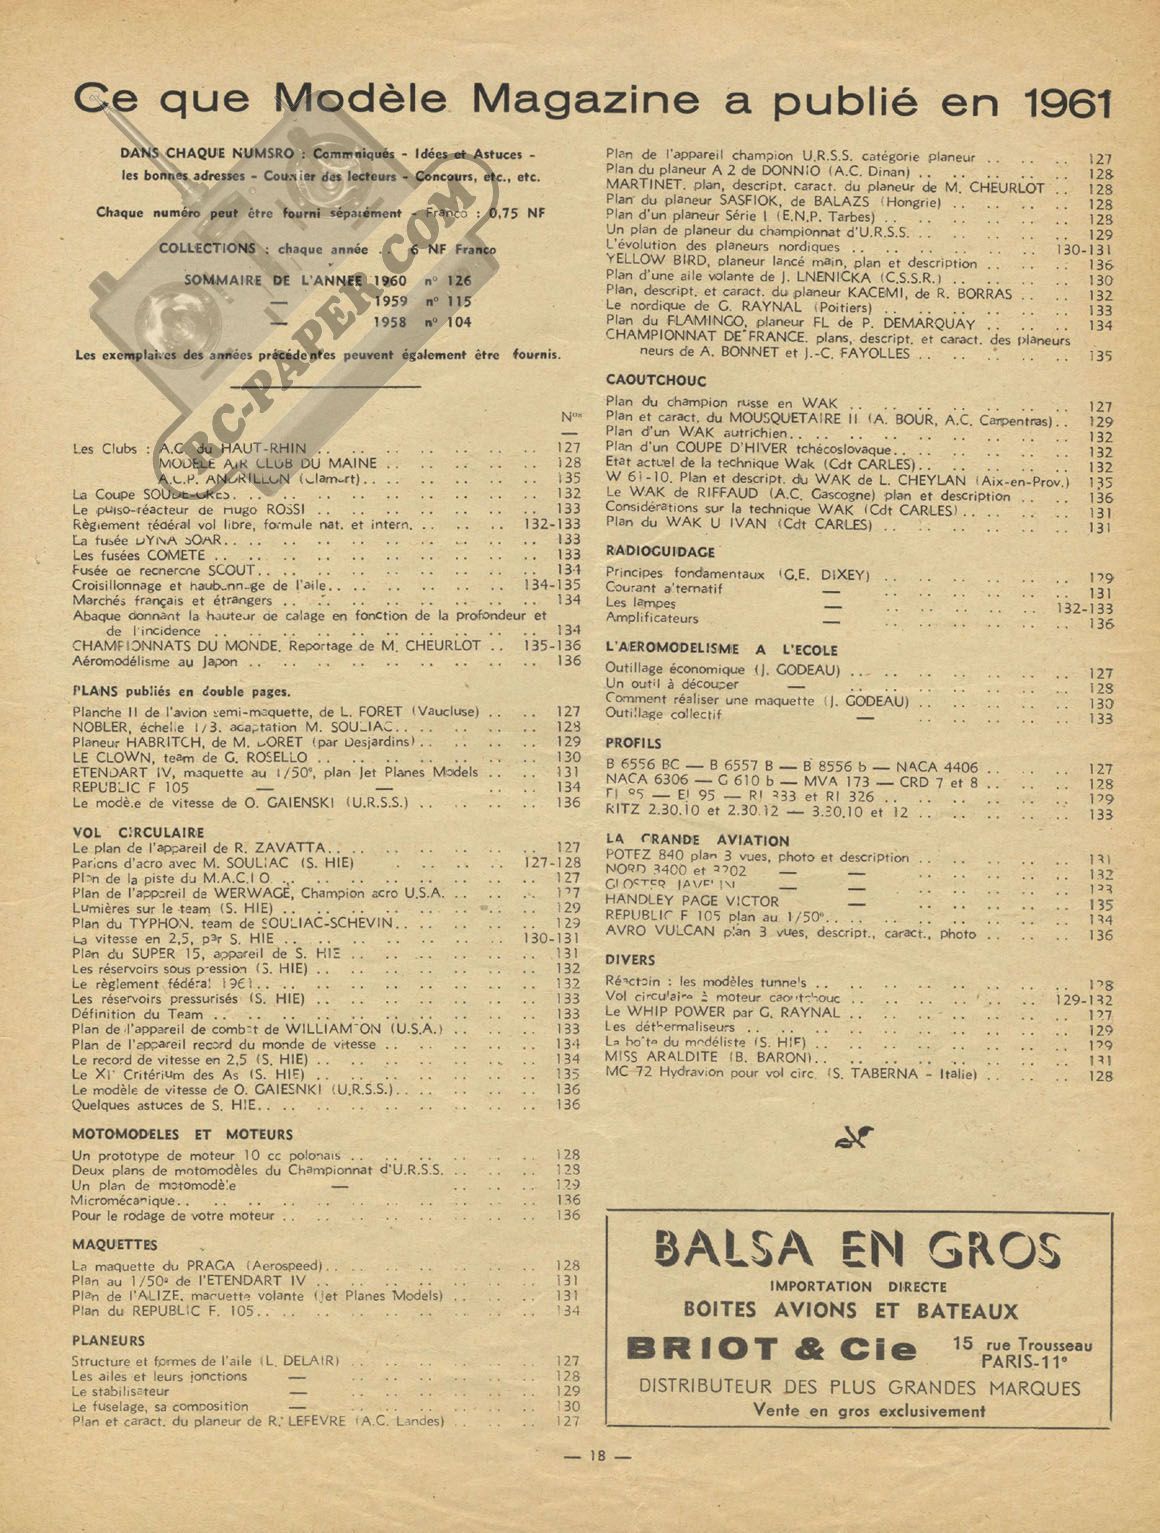 Ce que Modèle Magazine a publié en 1961
DANS CHAQUE NUMSRO : Commniqués - Idées et Astuces -
les bonnes adresses - Courrier des lecteurs - Concours, etc., etc.
Chaque numéro peut être fourni séparément - Franco : 0,75 NF
COLLECTIONS : chaque année .. 6 NF Franco
SOMMAIRE DE L'ANNEE 1960 n° 126
— 1959 n° 115
— 1958 n° 104
Les exemplaires des années précédentes peuvent également être fournis.
RC-PAPER.COM
Nos
—
Les Clubs : A.C. du HAUT-RHIN .. 127
MODELE AIR CLUB DU MAINE .. 128
A.C.P. ANDRILLON (Clamart) .. 135
La Coupe SOUDE-GRES .. 132
Le pulso-réacteur de Hugo ROSSI .. 133
Règlement fédéral vol libre, formule nat. et intern. .. 132-133
La fusée DYNA SOAR .. 133
Les fusées COMETE .. 133
Fusée de recherche SCOUT .. 134
Croisillonnage et haubannage de l'aile .. 134-135
Marchés français et étrangers .. 134
Abaque donnant la hauteur de calage en fonction de la profondeur et
de l'incidence .. 134
CHAMPIONNATS DU MONDE. Reportage de M. CHEURLOT .. 135-136
Aéromodélisme au Japon .. 136
PLANS publiés en double pages.
Planche II de l'avion semi-maquette, de L. FORET (Vaucluse) .. 127
NOBLER, échelle 1/3, adaptation M. SOULIAC .. 128
Planeur HABRITCH, de M. DORET (par Desjardins) .. 129
LE CLOWN, team de G. ROSELLO .. 130
ETENDART IV, maquette au 1/50°, plan Jet Planes Models .. 131
REPUBLIC F 105 — — .. 134
Le modèle de vitesse de O. GAIENSKI (U.R.S.S.) .. 136
VOL CIRCULAIRE
Le plan de l'appareil de R. ZAVATTA .. 127
Parlons d'acro avec M. SOULIAC (S. HIE) .. 127-128
Plan de la piste du M.A.C.I.O. .. 127
Plan de l'appareil de WERWAGE, Champion acro U.S.A. .. 127
Lumières sur le team (S. HIE) .. 129
Plan du TYPHON, team de SOULIAC-SCHEVIN .. 129
La vitesse en 2,5, par S. HIE .. 130-131
Plan du SUPER 15, appareil de S. HIE .. 131
Les réservoirs sous pression (S. HIE) .. 132
Le règlement fédéral 1961 .. 132
Les réservoirs pressurisés (S. HIE) .. 133
Définition du Team .. 133
Plan de l'appareil de combat de WILLIAMSON (U.S.A.) .. 133
Plan de l'appareil record du monde de vitesse .. 134
Le record de vitesse en 2,5 (S. HIE) .. 134
Le XI° Critérium des As (S. HIE) .. 135
Le modèle de vitesse de O. GAIESNKI (U.R.S.S.) .. 136
Quelques astuces de S. HIE .. 136
MOTOMODELES ET MOTEURS
Un prototype de moteur 10 cc polonais .. 128
Deux plans de motomodèles du Championnat d'U.R.S.S. .. 128
Un plan de motomodèle — .. 129
Micromécanique .. 136
Pour le rodage de votre moteur .. 136
MAQUETTES
La maquette du PRAGA (Aerospeed) .. 128
Plan au 1/50° de l'ETENDART IV .. 131
Plan de l'ALIZE, maquette volante (Jet Planes Models) .. 131
Plan du REPUBLIC F. 105 .. 134
PLANEURS
Structure et formes de l'aile (L. DELAIR) .. 127
Les ailes et leurs jonctions — .. 128
Le stabilisateur — .. 129
Le fuselage, sa composition — .. 130
Plan et caract. du planeur de R. LEFEVRE (A.C. Landes) .. 127
Plan de l'appareil champion U.R.S.S. catégorie planeur .. 127
Plan du planeur A 2 de DONNIO (A.C. Dinan) .. 128
MARTINET, plan, descript. caract. du planeur de M. CHEURLOT .. 128
Plan du planeur SASFIOK, de BALAZS (Hongrie) .. 128
Plan d'un planeur Série I (E.N.P. Tarbes) .. 128
Un plan de planeur du championnat d'U.R.S.S. .. 129
L'évolution des planeurs nordiques .. 130-131
YELLOW BIRD, planeur lancé main, plan et description .. 136
Plan d'une aile volante de J. LNENICKA (C.S.S.R.) .. 130
Plan, descript. et caract. du planeur KACEMI, de R. BORRAS .. 132
Le nordique de G. RAYNAL (Poitiers) .. 133
Plan du FLAMINGO, planeur FL de P. DEMARQUAY .. 134
CHAMPIONNAT DE FRANCE. plans, descript. et caract. des planeurs
neurs de A. BONNET et J.-C. FAYOLLES .. 135
CAOUTCHOUC
Plan du champion russe en WAK .. 127
Plan et caract. du MOUSQUETAIRE II (A. BOUR, A.C. Carpentras) .. 129
Plan d'un WAK autrichien .. 132
Plan d'un COUPE D'HIVER tchécoslovaque .. 132
Etat actuel de la technique Wak (Cdt CARLES) .. 132
W 61-10. Plan et descript. du WAK de L. CHEYLAN (Aix-en-Prov.) 135
Le WAK de RIFFAUD (A.C. Gascogne) plan et description .. 136
Considérations sur la technique WAK (Cdt CARLES) .. 131
Plan du WAK U IVAN (Cdt CARLES) .. 131
RADIOGUIDAGE
Principes fondamentaux (G.E. DIXEY) .. 129
Courant alternatif — .. 131
Les lampes — .. 132-133
Amplificateurs — .. 136
L'AEROMODELISME A L'ECOLE
Outillage économique (J. GODEAU) .. 127
Un outil à découper — .. 128
Comment réaliser une maquette (J. GODEAU) .. 130
Outillage collectif — .. 133
PROFILS
B 6556 BC — B 6557 B — B 8556 b — NACA 4406 .. 127
NACA 6306 — G 610 b — MVA 173 — CRD 7 et 8 .. 128
EI 85 — EI 95 — RI 333 et RI 326 .. 129
RITZ 2.30.10 et 2.30.12 — 3.30.10 et 12 .. 133
LA GRANDE AVIATION
POTEZ 840 plan 3 vues, photo et description .. 131
NORD 3400 et 3202 — — .. 132
GLOSTER JAVELIN — — .. 133
HANDLEY PAGE VICTOR — .. 135
REPUBLIC F 105 plan au 1/50° .. 134
AVRO VULCAN plan 3 vues, descript., caract., photo .. 136
DIVERS
Réactoin : les modèles tunnels .. 128
Vol circulaire à moteur caoutchouc .. 129-132
Le WHIP POWER par G. RAYNAL .. 127
Les déthermaliseurs .. 129
La boîte du modéliste (S. HIE) .. 129
MISS ARALDITE (B. BARON) .. 131
MC 72 Hydravion pour vol circ. (S. TABERNA - Italie) .. 128
BALSA EN GROS
IMPORTATION DIRECTE
BOITES AVIONS ET BATEAUX
BRIOT & Cie 15 rue Trousseau
PARIS-11°
DISTRIBUTEUR DES PLUS GRANDES MARQUES
Vente en gros exclusivement
— 18 —